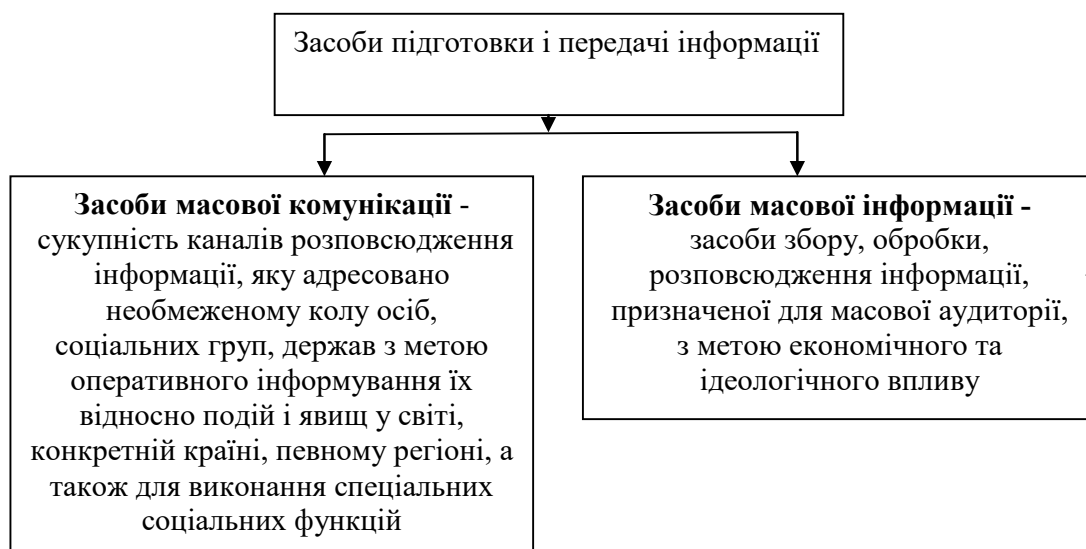 Засоби підготовки і передачі інформації
Засоби масової комунікації -
сукупність каналів розповсюдження
інформації, яку адресовано
необмеженому колу осіб,
соціальних груп, держав з метою
оперативного інформування їх
відносно подій і явищ у світі,
конкретній країні, певному регіоні, а
також для виконання спеціальних
соціальних функцій
Засоби масової інформації -
засоби збору, обробки,
розповсюдження інформації,
призначеної для масової аудиторії,
з метою економічного та
ідеологічного впливу